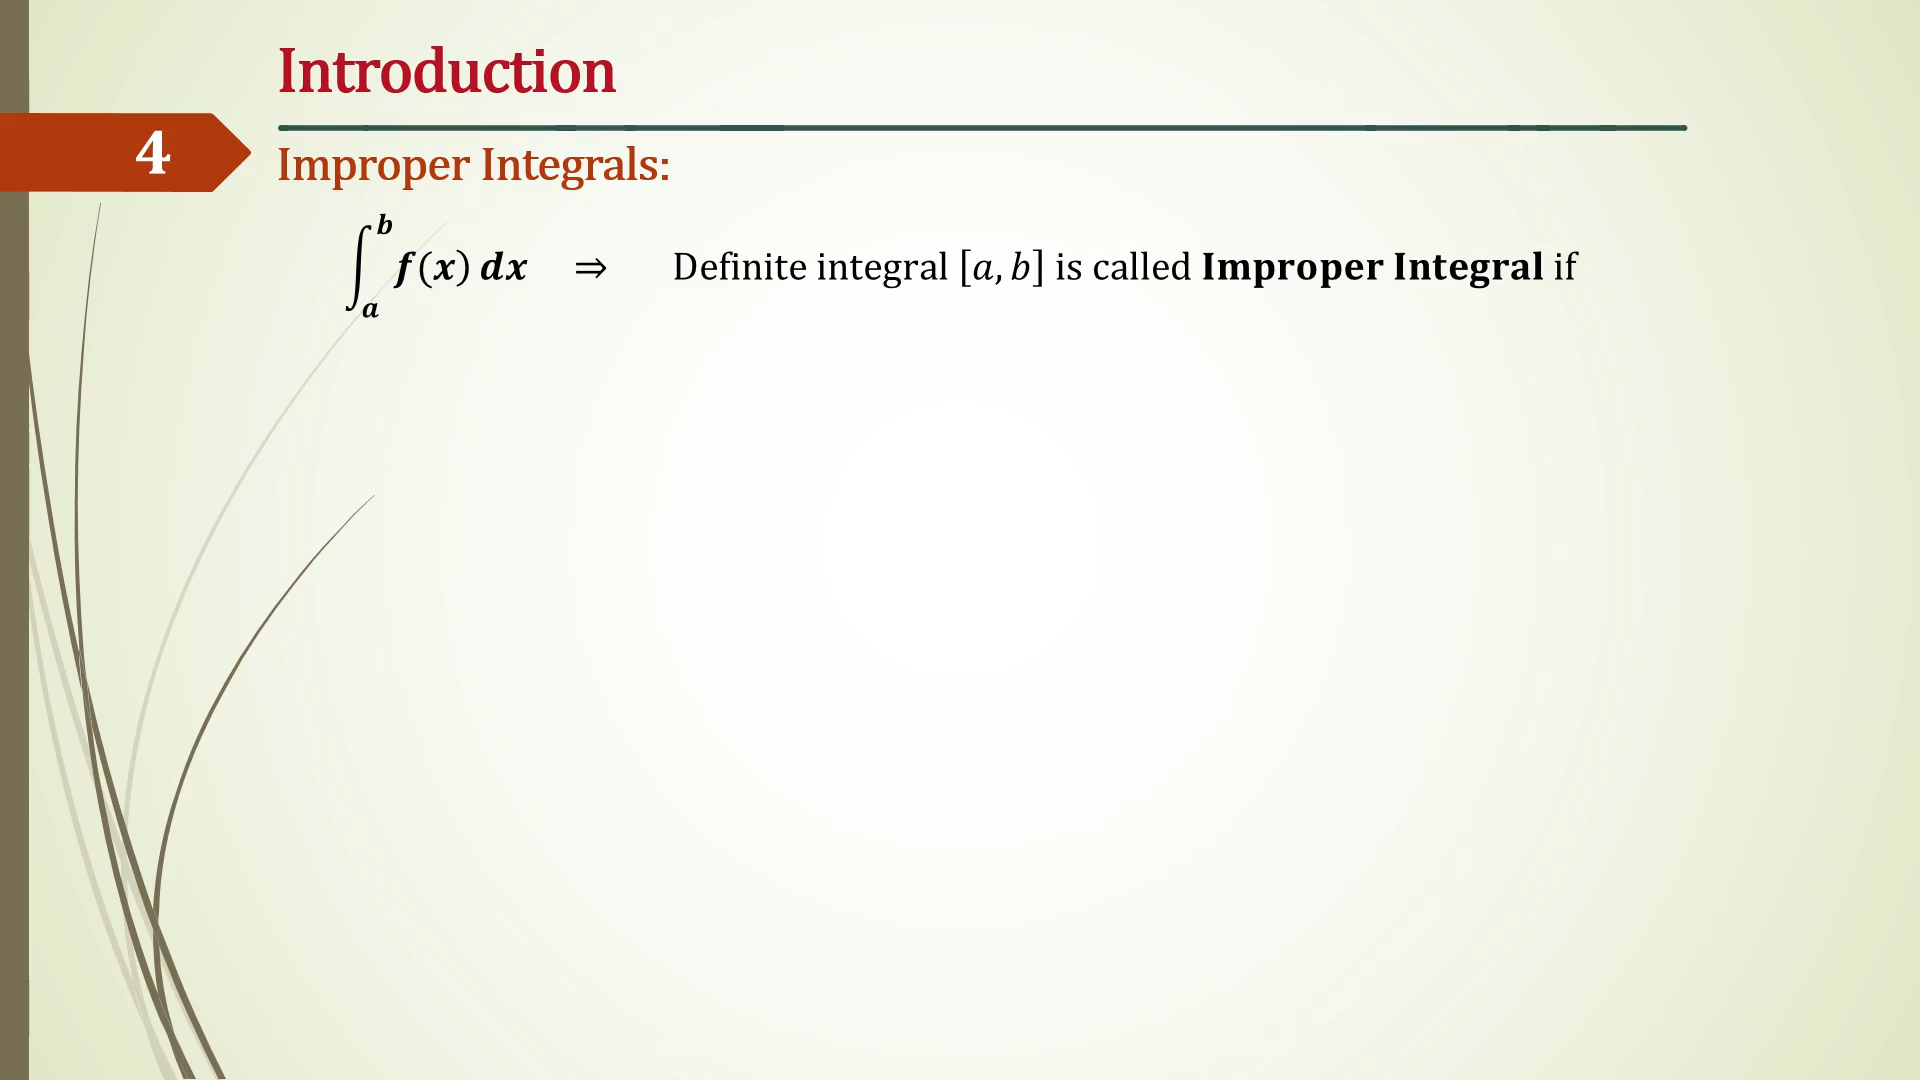 Introduction
4
Improper Integrals:
∫_a^b f(x) dx ⇒ Definite integral [a, b] is called Improper Integral if